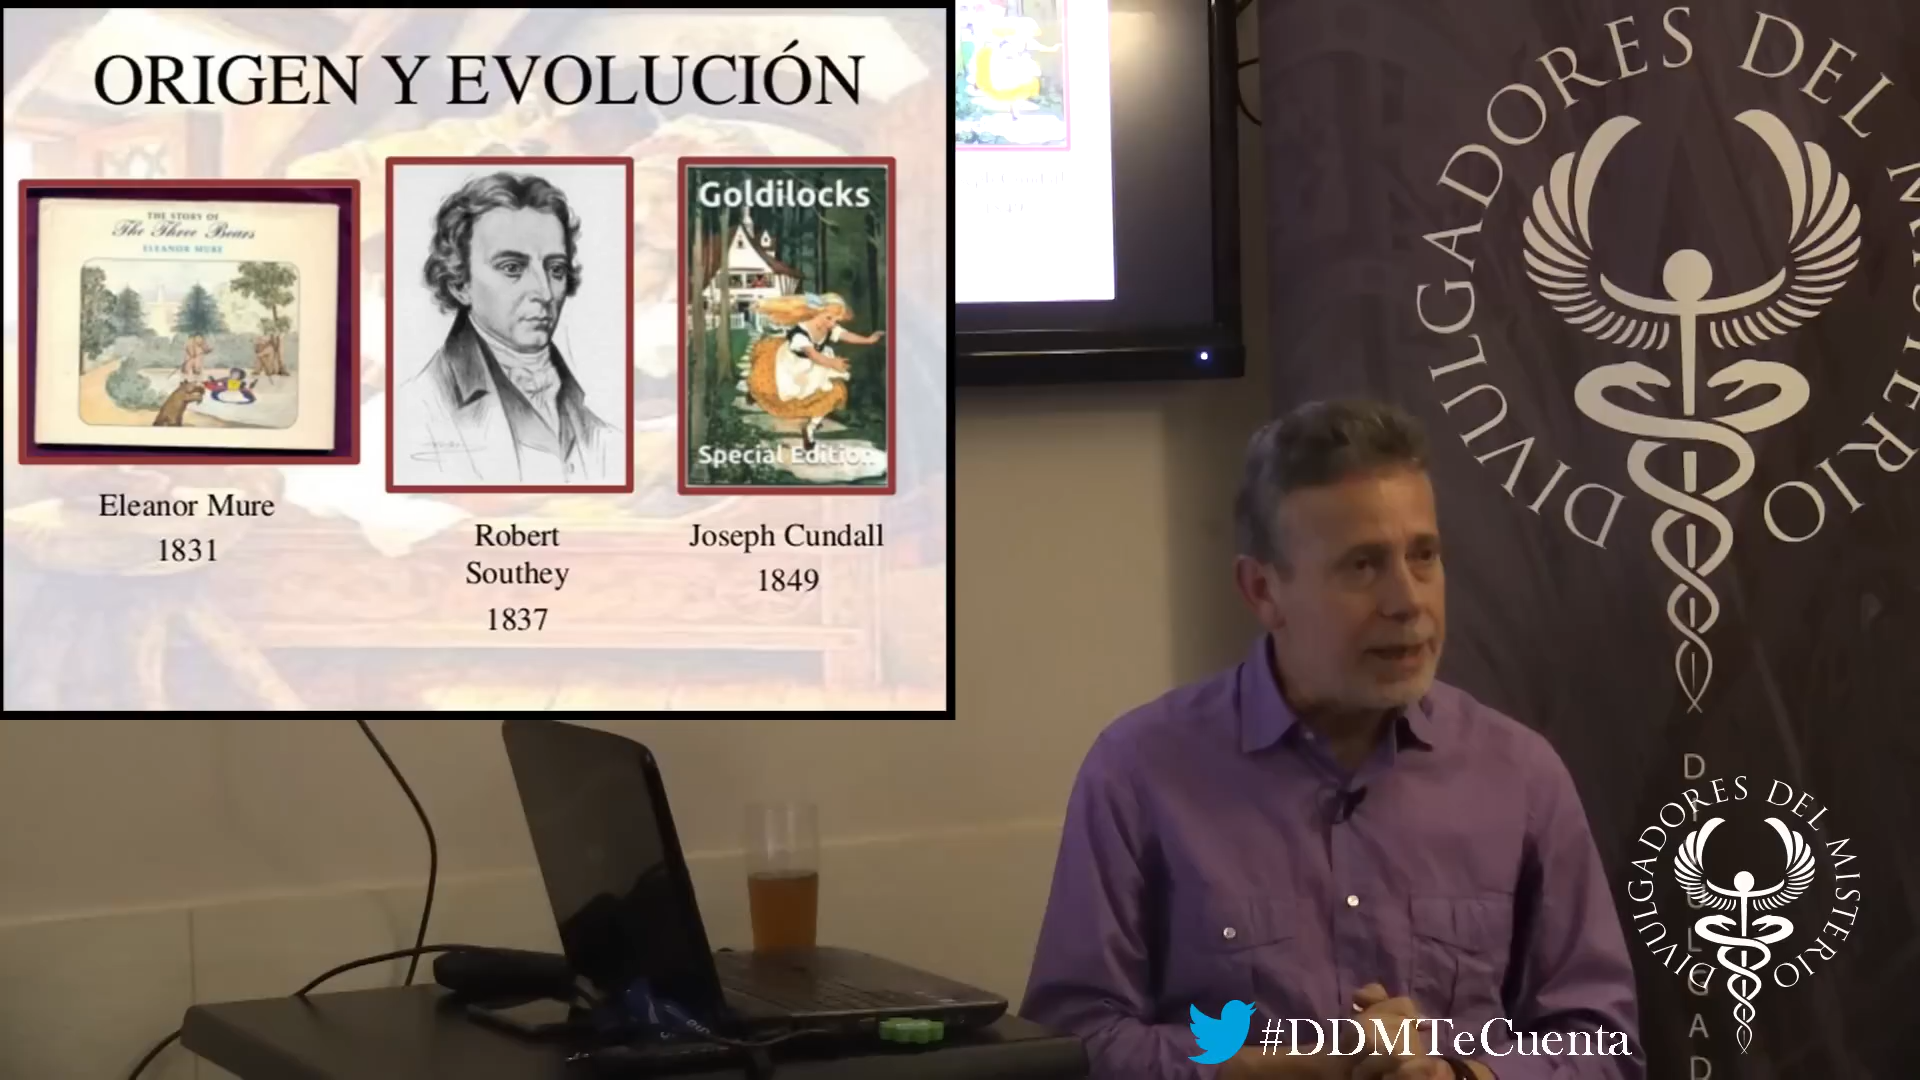 ORIGEN Y EVOLUCIÓN
THE STORY OF
The Three Bears
ELEANOR MURE
Goldilocks
Special Edition
Eleanor Mure
1831
Robert
Southey
1837
Joseph Cundall
1849
DIVULGADORES DEL MISTERIO
DIVULGADORES DEL MISTERIO
#DDMTeCuenta